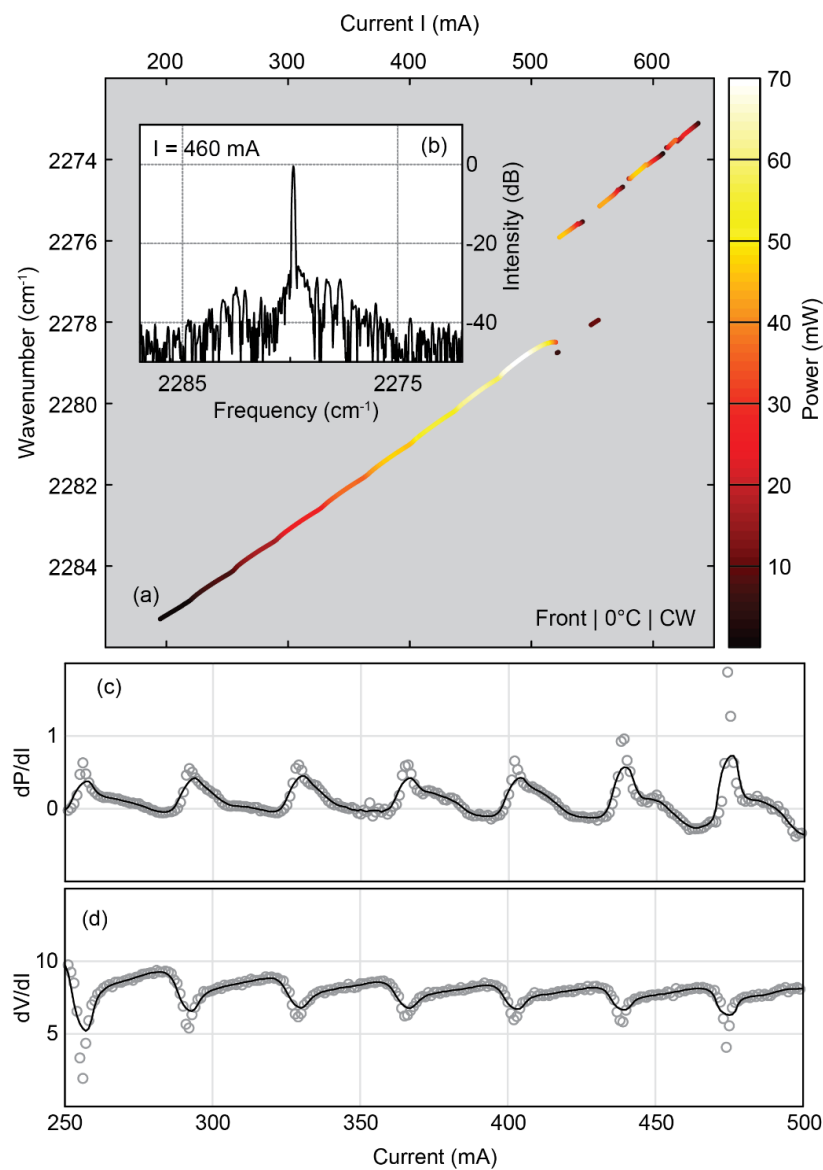 Current I (mA)
200 300 400 500 600
Wavenumber (cm-1)
2274
2276
2278
2280
2282
2284
I = 460 mA
(b)
0
-20
-40
Intensity (dB)
2285 2275
Frequency (cm-1)
(a)
Front | 0°C | CW
70
60
50
40
30
20
10
Power (mW)
(c)
1
0
dP/dI
(d)
10
5
dV/dI
250 300 350 400 450 500
Current (mA)